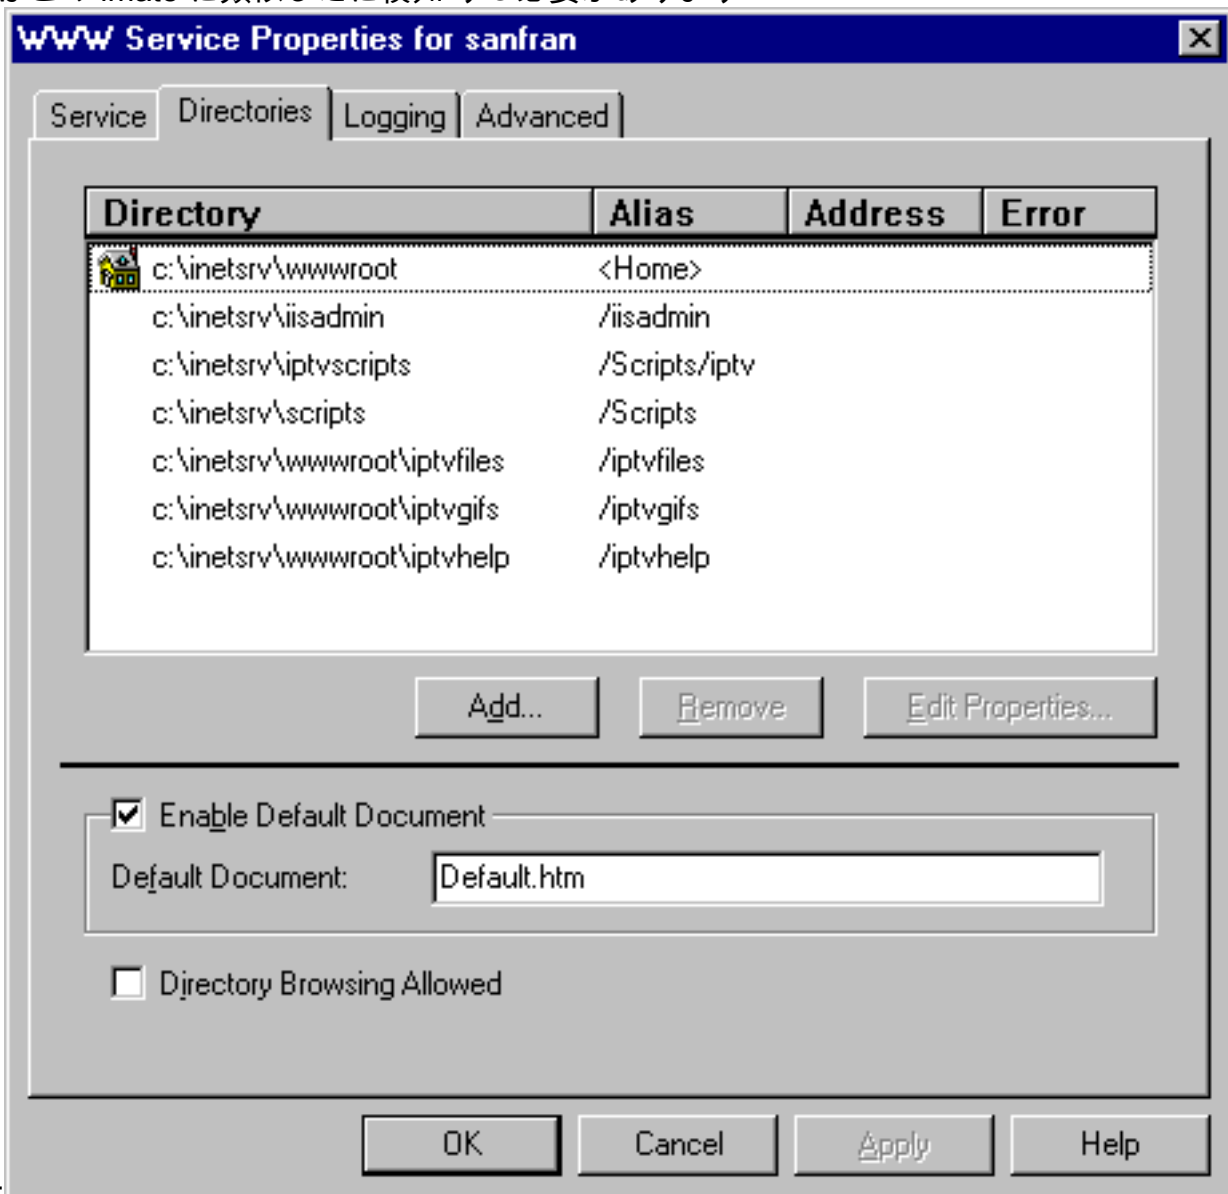 WWW Service Properties for sanfran
Service Directories Logging Advanced
Directory Alias Address Error
c:\inetsrv\wwwroot <Home>
c:\inetsrv\iisadmin /iisadmin
c:\inetsrv\iptvscripts /Scripts/iptv
c:\inetsrv\scripts /Scripts
c:\inetsrv\wwwroot\iptvfiles /iptvfiles
c:\inetsrv\wwwroot\iptvgifs /iptvgifs
c:\inetsrv\wwwroot\iptvhelp /iptvhelp
Add... Remove Edit Properties...
Enable Default Document
Default Document: Default.htm
Directory Browsing Allowed
OK Cancel Apply Help